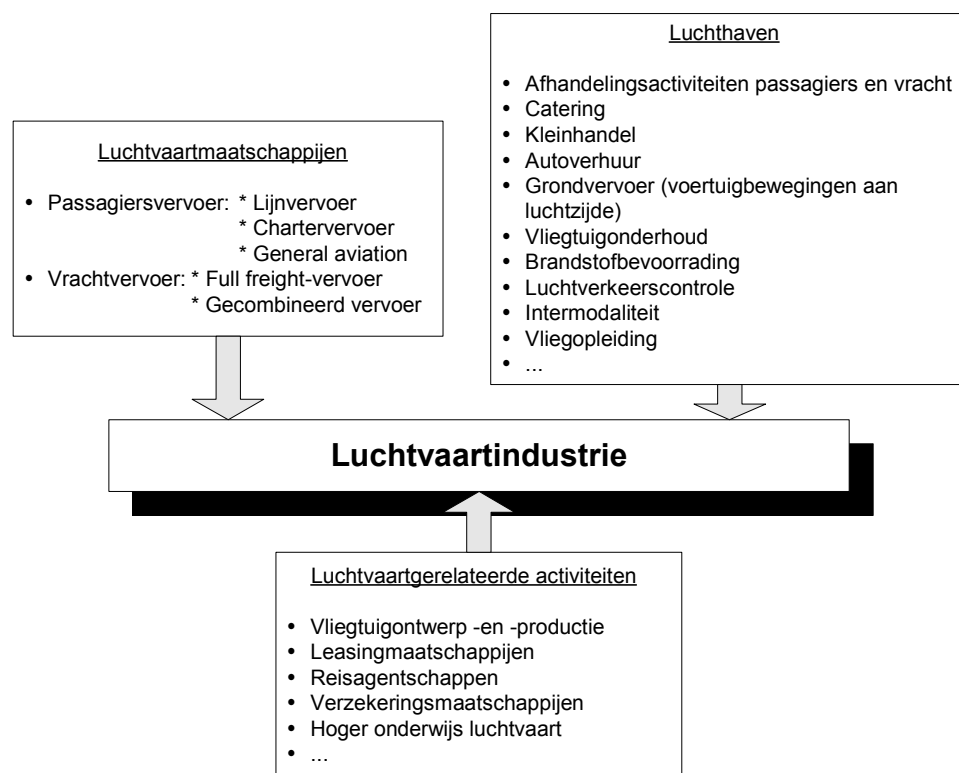 Luchthaven
• Afhandelingsactiviteiten passagiers en vracht
• Catering
• Kleinhandel
• Autoverhuur
• Grondvervoer (voertuigbewegingen aan
luchtzijde)
• Vliegtuigonderhoud
• Brandstofbevoorrading
• Luchtverkeerscontrole
• Intermodaliteit
• Vliegopleiding
• ...
Luchtvaartmaatschappijen
• Passagiersvervoer: * Lijnvervoer
* Chartervervoer
* General aviation
• Vrachtvervoer: * Full freight-vervoer
* Gecombineerd vervoer
Luchtvaartindustrie
Luchtvaartgerelateerde activiteiten
• Vliegtuigontwerp -en -productie
• Leasingmaatschappijen
• Reisagentschappen
• Verzekeringsmaatschappijen
• Hoger onderwijs luchtvaart
• ...